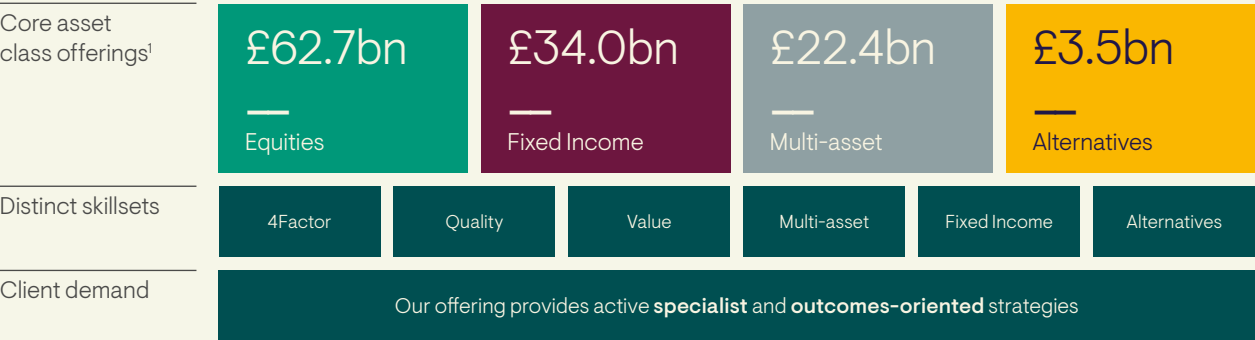 Core asset
class offerings¹
£62.7bn
Equities
£34.0bn
Fixed Income
£22.4bn
Multi-asset
£3.5bn
Alternatives
Distinct skillsets
4Factor
Quality
Value
Multi-asset
Fixed Income
Alternatives
Client demand
Our offering provides active specialist and outcomes-oriented strategies